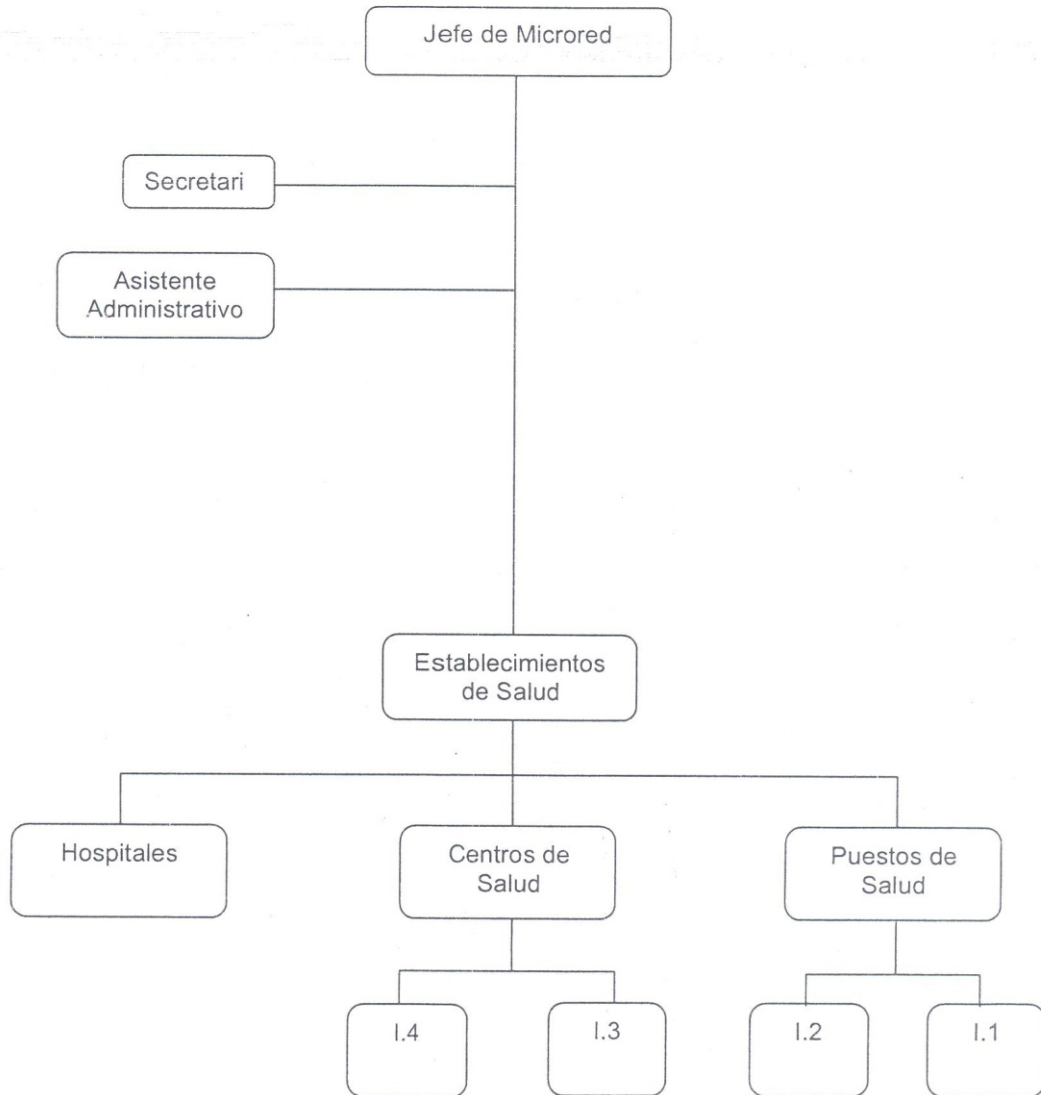 Jefe de Microred
Secretari
Asistente
Administrativo
Establecimientos
de Salud
Hospitales
Centros de
Salud
Puestos de
Salud
I.4
I.3
I.2
I.1